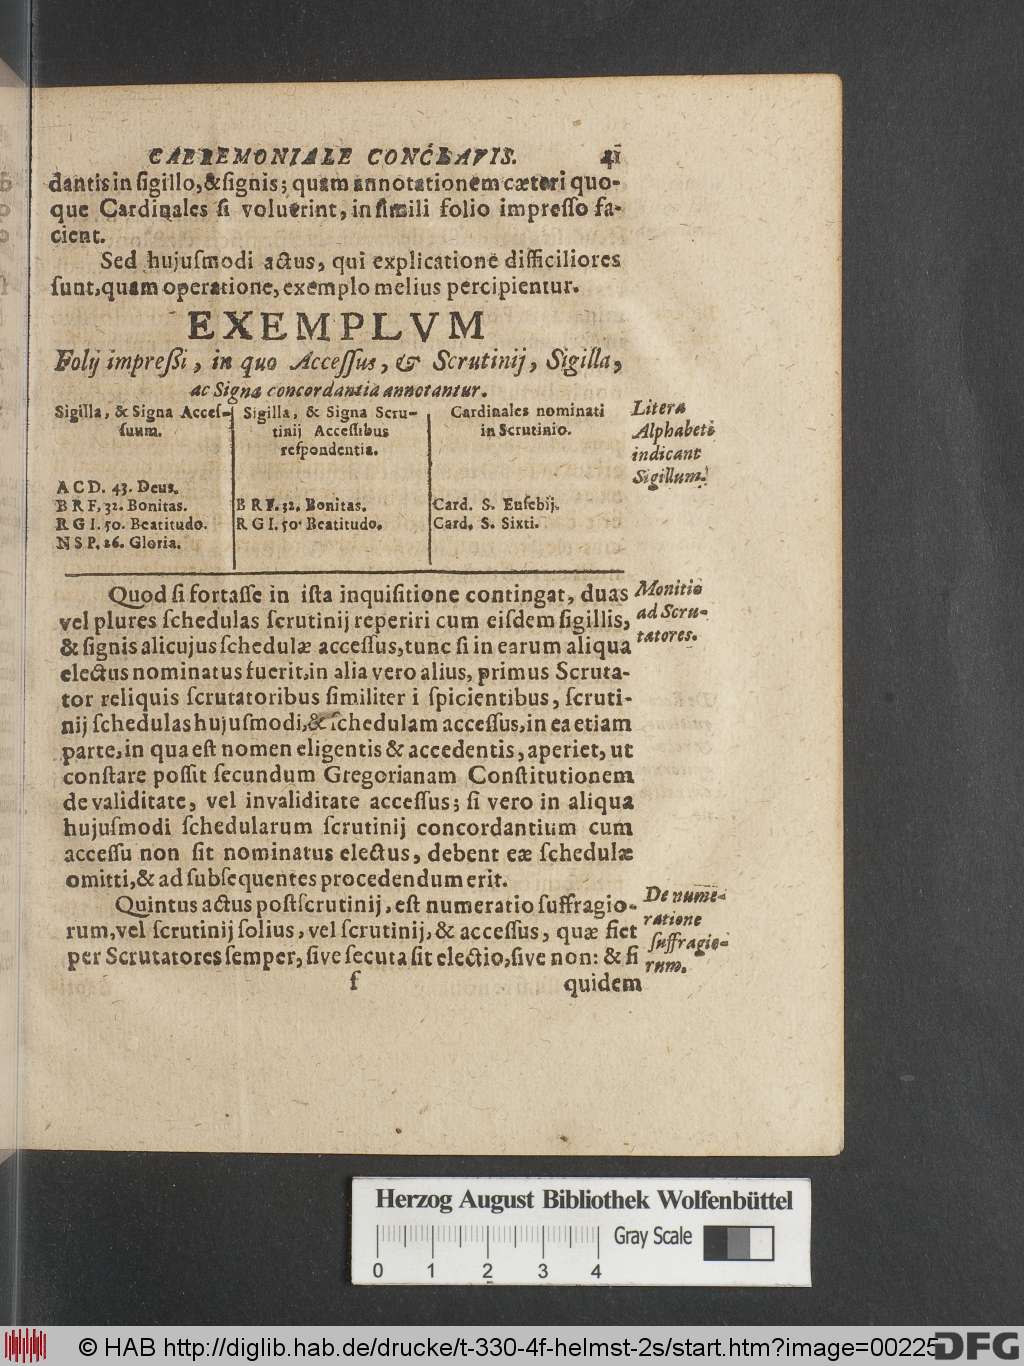 CAEREMONIALE CONCLAVIS. 41
dantis in ſigillo, & ſignis; quam annotationem cæteri quo-
que Cardinales ſi voluerint, in ſimili folio impreſſo fa-
cient.
Sed hujuſmodi actus, qui explicatione difficiliores
ſunt, quam operatione, exemplo melius percipientur.
EXEMPLVM
Folij impreſſi, in quo Acceſſus, & Scrutinij, Sigilla,
ac Signa concordantia annotantur.
Sigilla, & Signa Acceſ-
ſuum.
A C D. 43. Deus.
B R F. 32. Bonitas.
R G I. 50. Beatitudo.
N S P. 26. Gloria.
Sigilla, & Signa Scru-
tinij Acceſſibus
reſpondentia.
B R F. 32. Bonitas.
R G I. 50. Beatitudo.
Cardinales nominati
in Scrutinio.
Card. S. Euſebij.
Card. S. Sixti.
Litera
Alphabeti
indicant
Sigillum.
Quod ſi fortaſſe in iſta inquiſitione contingat, duas
vel plures ſchedulas ſcrutinij reperiri cum eiſdem ſigillis,
& ſignis alicujus ſchedulæ acceſſus, tunc ſi in earum aliqua
electus nominatus fuerit, in alia vero alius, primus Scruta-
tor reliquis ſcrutatoribus ſimiliter i ſpicientibus, ſcruti-
nij ſchedulas hujuſmodi, & ſchedulam acceſſus, in ea etiam
parte, in qua eſt nomen eligentis & accedentis, aperiet, ut
conſtare poſſit ſecundum Gregorianam Conſtitutionem
de validitate, vel invaliditate acceſſus; ſi vero in aliqua
hujuſmodi ſchedularum ſcrutinij concordantium cum
acceſſu non ſit nominatus electus, debent eæ ſchedulæ
omitti, & ad ſubſequentes procedendum erit.
Monitio
ad Scru-
tatores.
Quintus actus poſtſcrutinij, eſt numeratio ſuffragio-
rum, vel ſcrutinij ſolius, vel ſcrutinij, & acceſſus, quæ fiet
per Scrutatores ſemper, ſive ſecuta ſit electio, ſive non: & ſi
De nume-
ratione
ſuffragio-
rum.
f quidem
Herzog August Bibliothek Wolfenbüttel
Gray Scale
0 1 2 3 4
© HAB http://diglib.hab.de/drucke/t-330-4f-helmst-2s/start.htm?image=00225
DFG